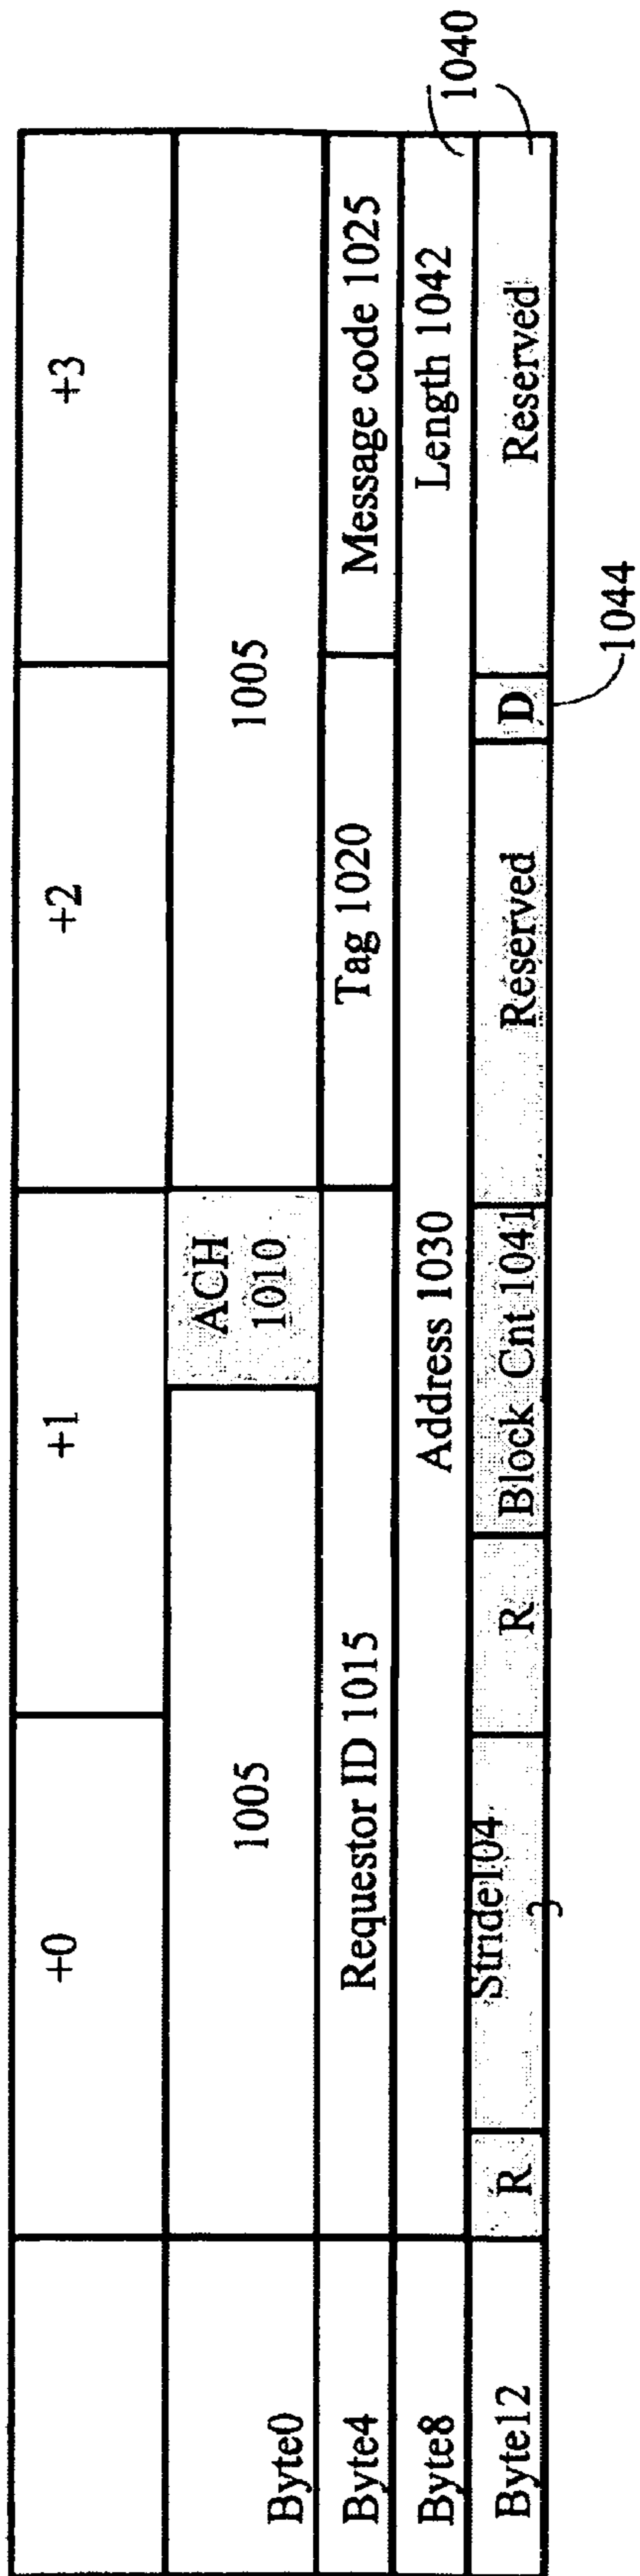 +0 +1 +2 +3
Byte0 1005 ACH 1010 1005
Byte4 Requestor ID 1015 Tag 1020 Message code 1025
Byte8 Address 1030 Length 1042
Byte12 R Stride104 3 R Block Cnt 1041 Reserved D Reserved
1040
1044